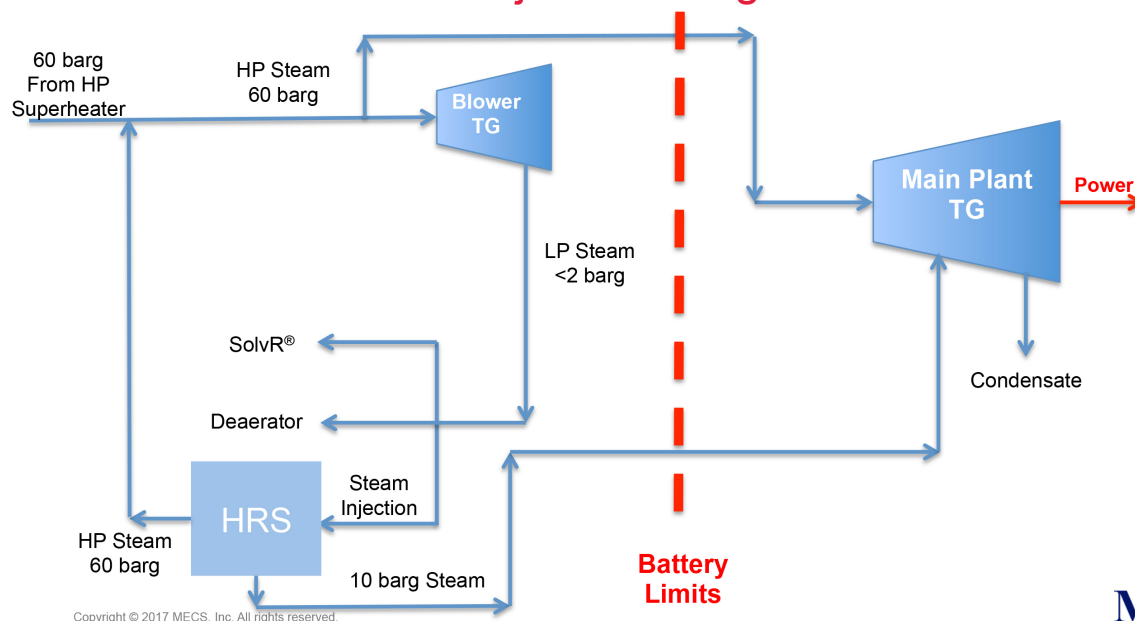 60 barg
From HP
Superheater
HP Steam
60 barg
Blower
TG
Main Plant
TG
Power
LP Steam
<2 barg
SolvR®
Condensate
Deaerator
Steam
Injection
HRS
HP Steam
60 barg
10 barg Steam
Battery
Limits
Copyright © 2017 MECS, Inc. All rights reserved.